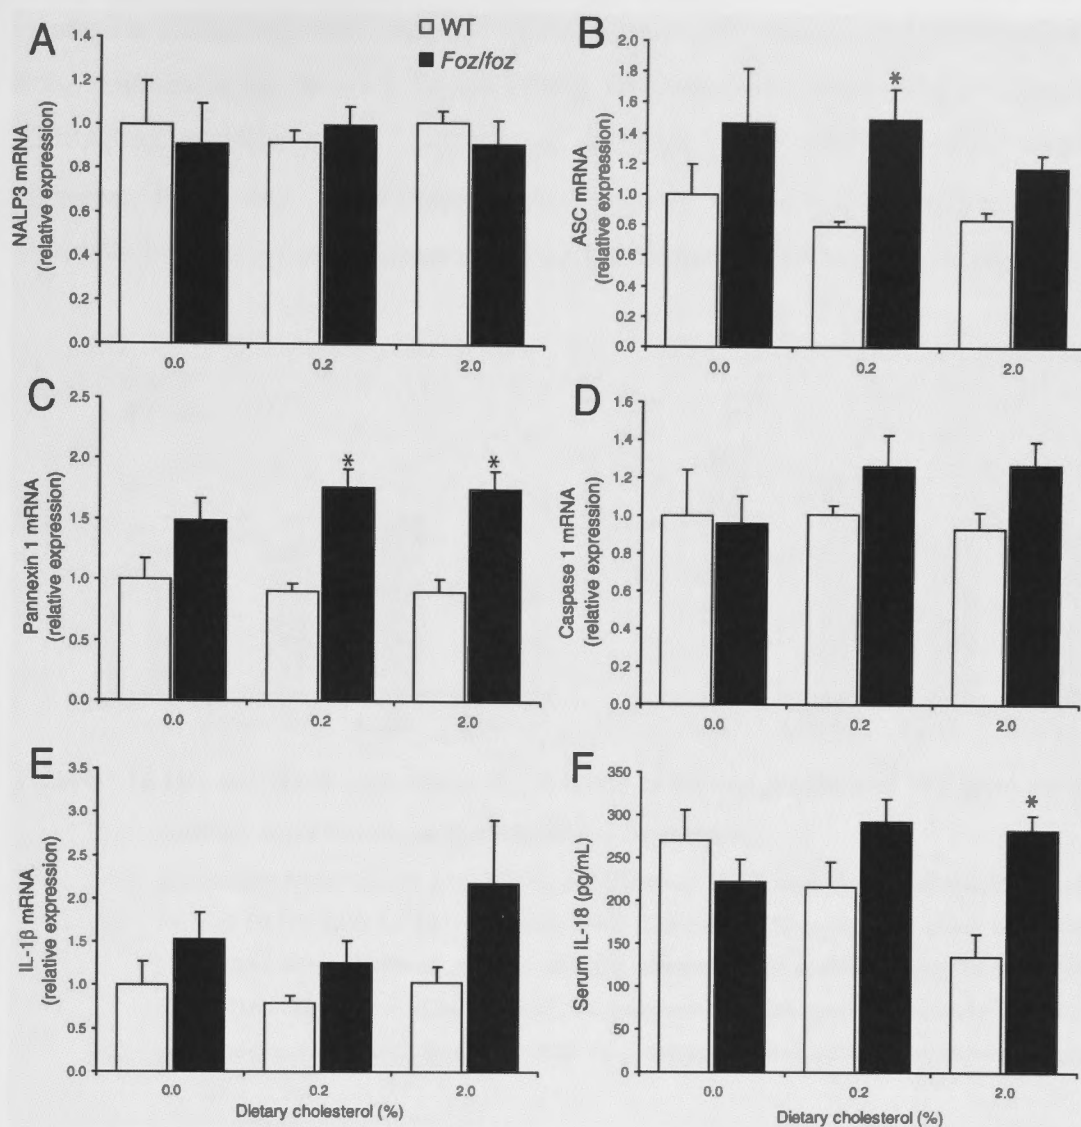 A
WT
Foz/foz
NALP3 mRNA
(relative expression)
1.4
1.2
1.0
0.8
0.6
0.4
0.2
0.0
0.0 0.2 2.0
B
ASC mRNA
(relative expression)
2.0
1.8
1.6
1.4
1.2
1.0
0.8
0.6
0.4
0.2
0.0
*
0.0 0.2 2.0
C
Pannexin 1 mRNA
(relative expression)
2.5
2.0
1.5
1.0
0.5
0.0
* *
0.0 0.2 2.0
D
Caspase 1 mRNA
(relative expression)
1.6
1.4
1.2
1.0
0.8
0.6
0.4
0.2
0.0
0.0 0.2 2.0
E
IL-1β mRNA
(relative expression)
3.5
3.0
2.5
2.0
1.5
1.0
0.5
0.0
0.0 0.2 2.0
Dietary cholesterol (%)
F
Serum IL-18 (pg/mL)
350
300
250
200
150
100
50
0
*
0.0 0.2 2.0
Dietary cholesterol (%)